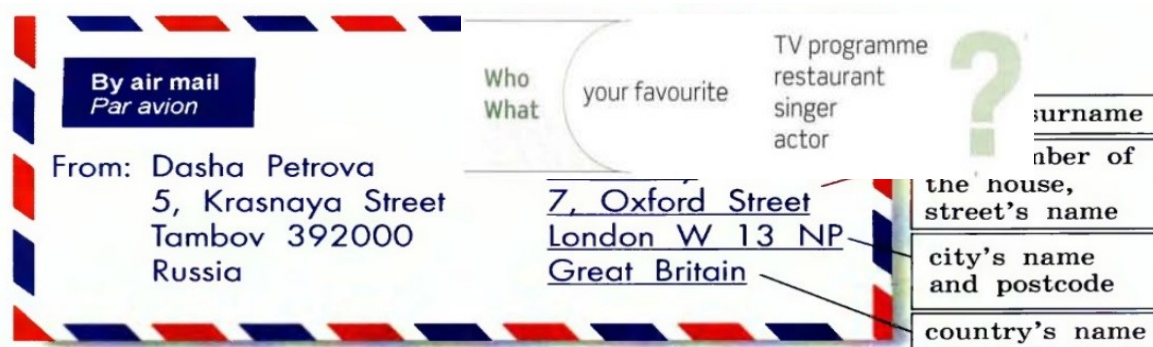 By air mail
Par avion
Who
What
your favourite
TV programme
restaurant
singer
actor
?
From: Dasha Petrova
5, Krasnaya Street
Tambov 392000
Russia
7, Oxford Street
London W 13 NP
Great Britain
surname
of
the house,
street's name
city's name
and postcode
country's name